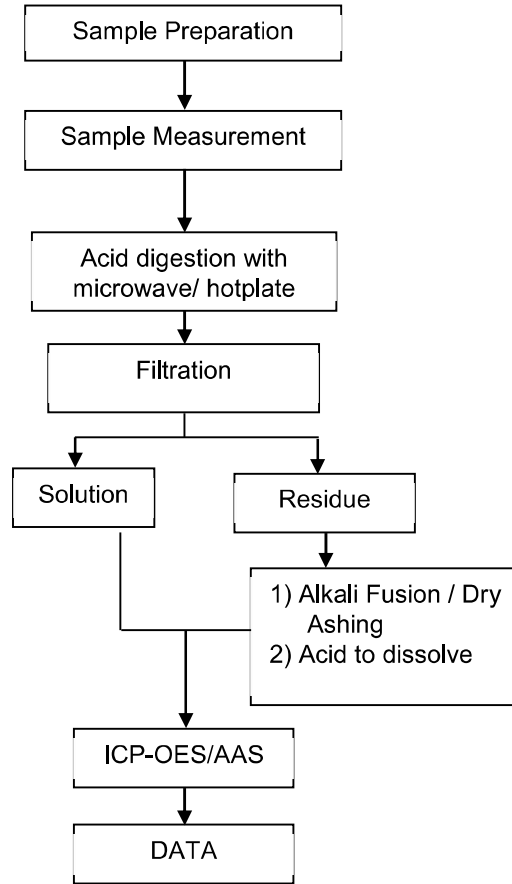 Sample Preparation
Sample Measurement
Acid digestion with
microwave/ hotplate
Filtration
Solution
Residue
1) Alkali Fusion / Dry
Ashing
2) Acid to dissolve
ICP-OES/AAS
DATA